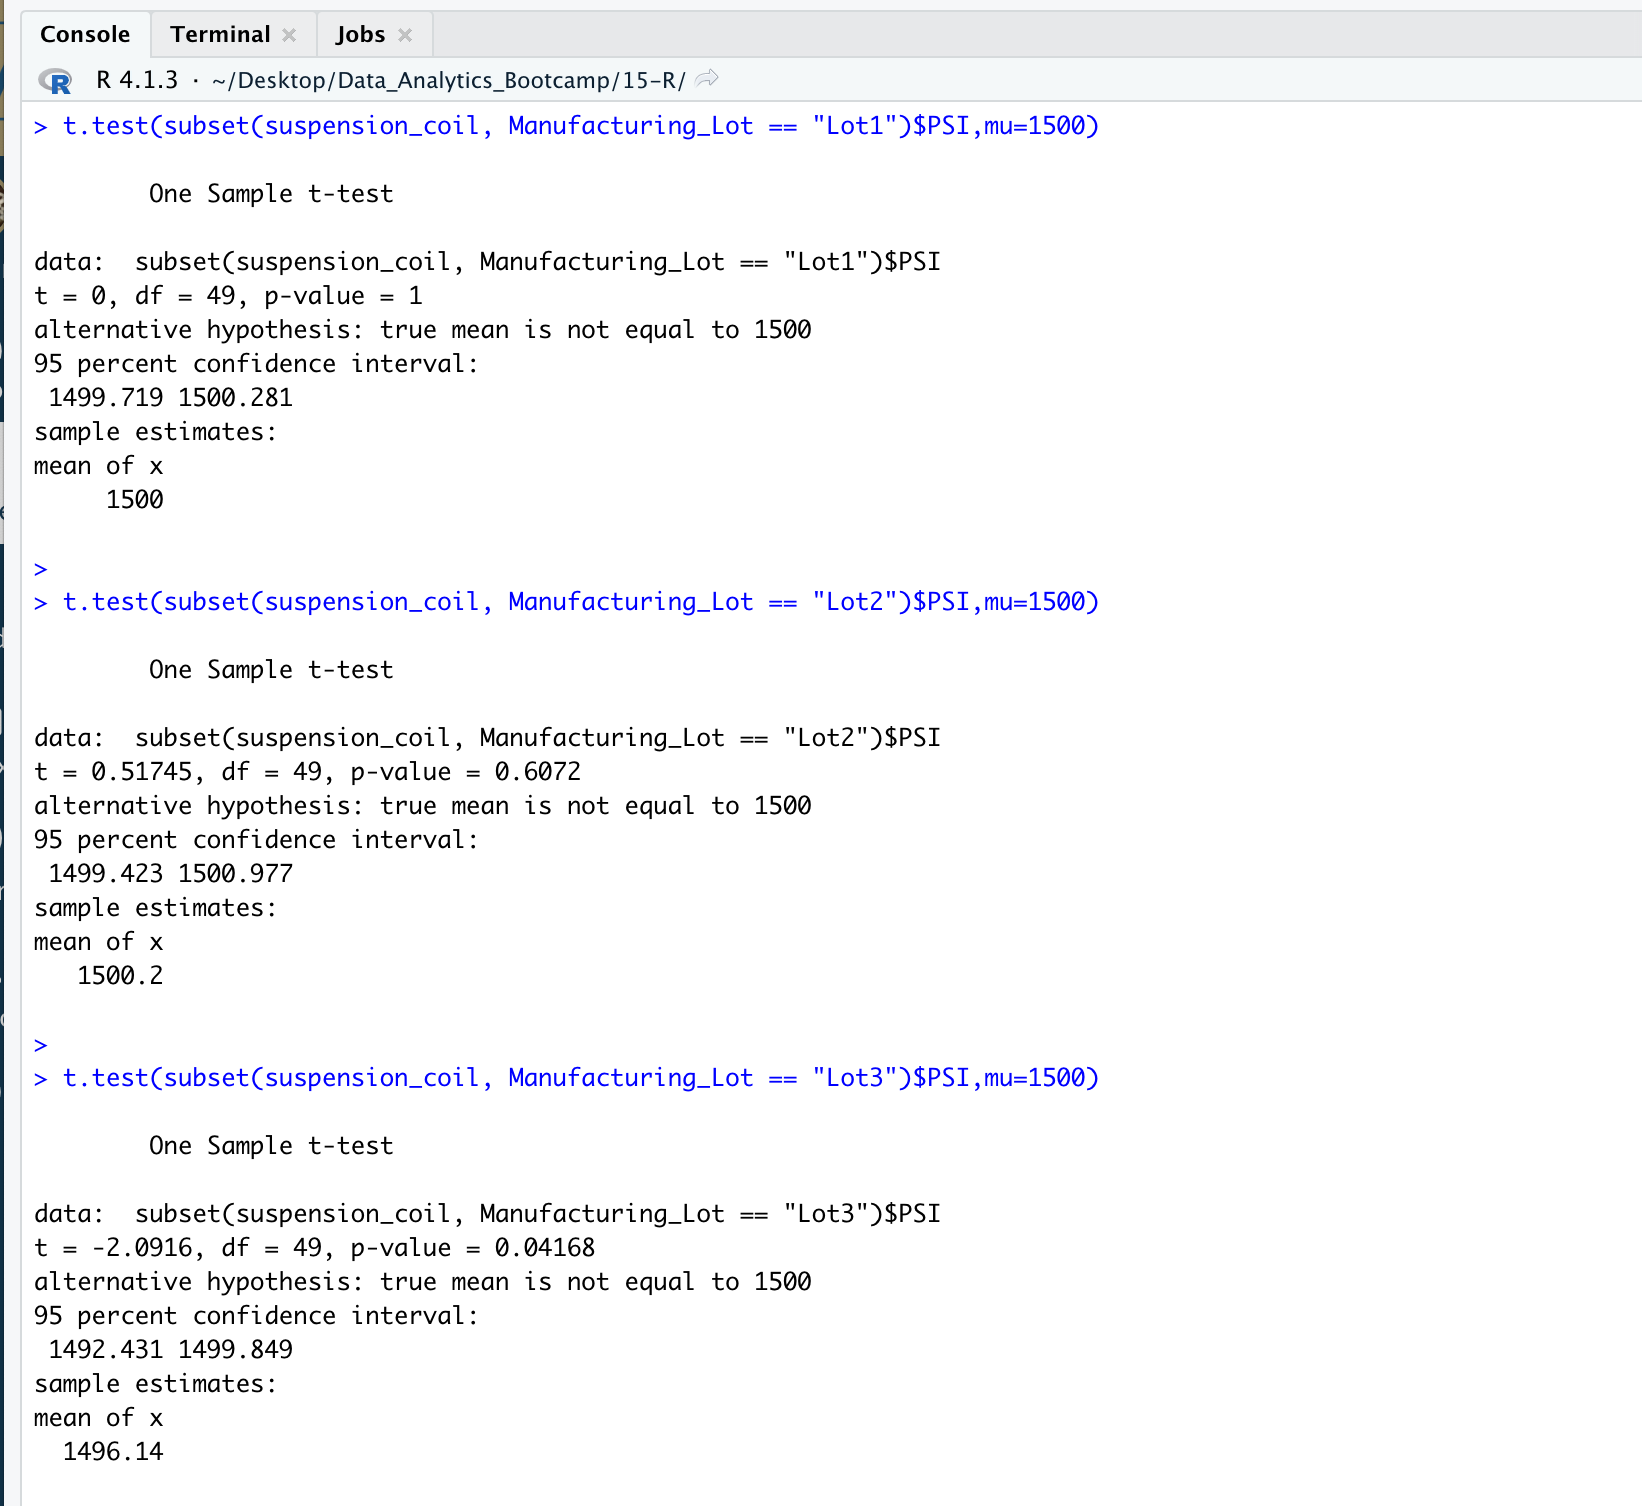 Console Terminal Jobs
R R 4.1.3 · ~/Desktop/Data_Analytics_Bootcamp/15-R/
> t.test(subset(suspension_coil, Manufacturing_Lot == "Lot1")$PSI,mu=1500)
One Sample t-test
data:  subset(suspension_coil, Manufacturing_Lot == "Lot1")$PSI
t = 0, df = 49, p-value = 1
alternative hypothesis: true mean is not equal to 1500
95 percent confidence interval:
1499.719 1500.281
sample estimates:
mean of x
1500
>
> t.test(subset(suspension_coil, Manufacturing_Lot == "Lot2")$PSI,mu=1500)
One Sample t-test
data:  subset(suspension_coil, Manufacturing_Lot == "Lot2")$PSI
t = 0.51745, df = 49, p-value = 0.6072
alternative hypothesis: true mean is not equal to 1500
95 percent confidence interval:
1499.423 1500.977
sample estimates:
mean of x
1500.2
>
> t.test(subset(suspension_coil, Manufacturing_Lot == "Lot3")$PSI,mu=1500)
One Sample t-test
data:  subset(suspension_coil, Manufacturing_Lot == "Lot3")$PSI
t = -2.0916, df = 49, p-value = 0.04168
alternative hypothesis: true mean is not equal to 1500
95 percent confidence interval:
1492.431 1499.849
sample estimates:
mean of x
1496.14